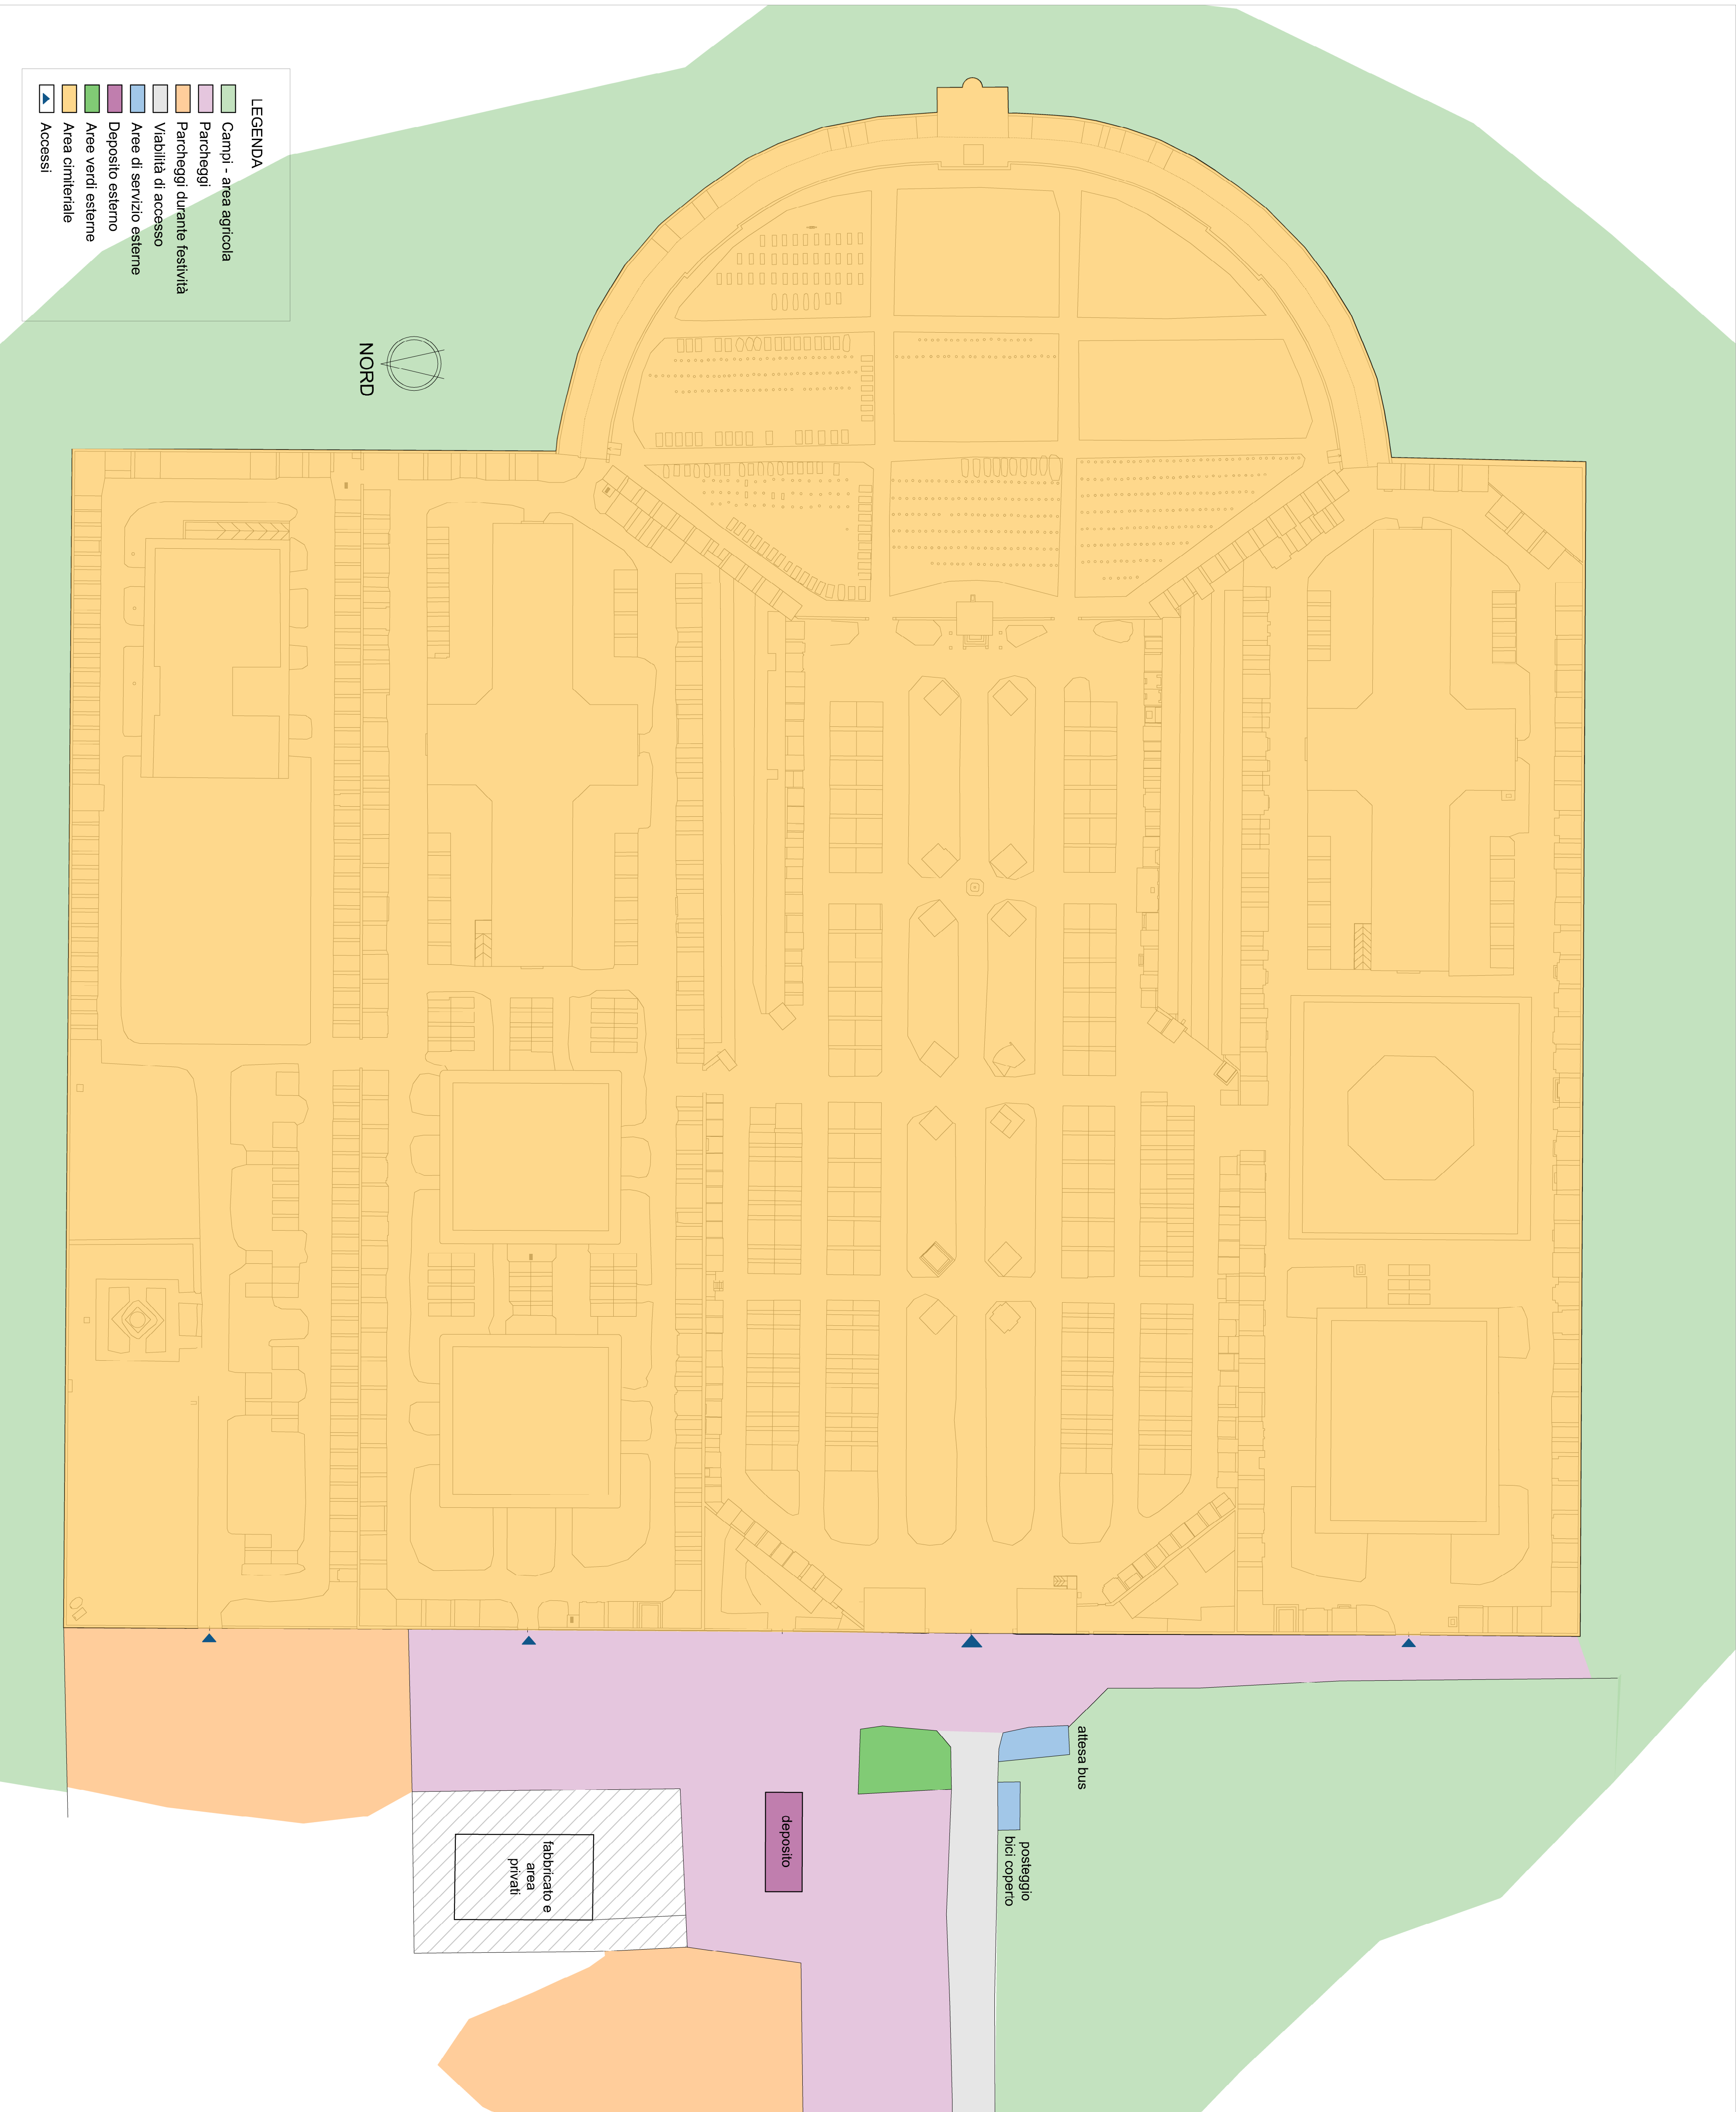 LEGENDA
Campi - area agricola
Parcheggi
Parcheggi durante festività
Viabilità di accesso
Aree di servizio esterne
Deposito esterno
Aree verdi esterne
Area cimiteriale
Accessi
NORD
attesa bus
posteggio
bici coperto
deposito
fabbricato e
area
privati